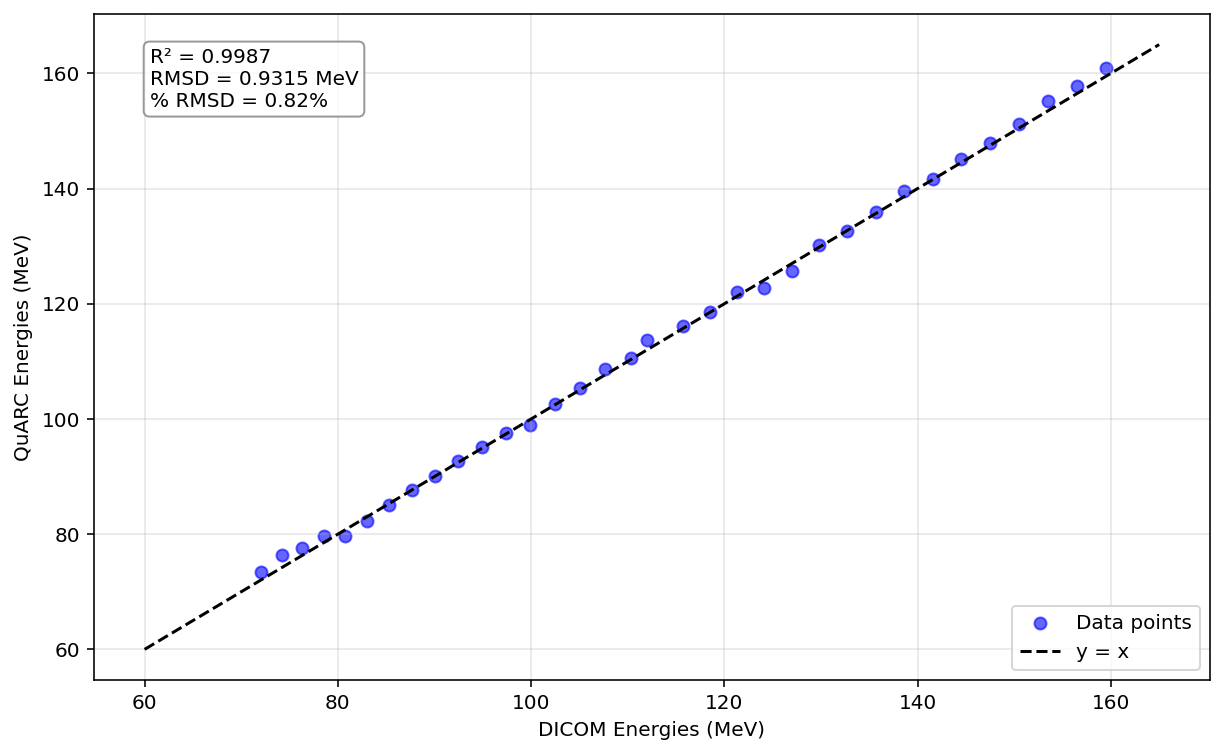 R² = 0.9987
RMSD = 0.9315 MeV
% RMSD = 0.82%
160
140
120
100
80
60
QuARC Energies (MeV)
Data points
y = x
60
80
100
120
140
160
DICOM Energies (MeV)